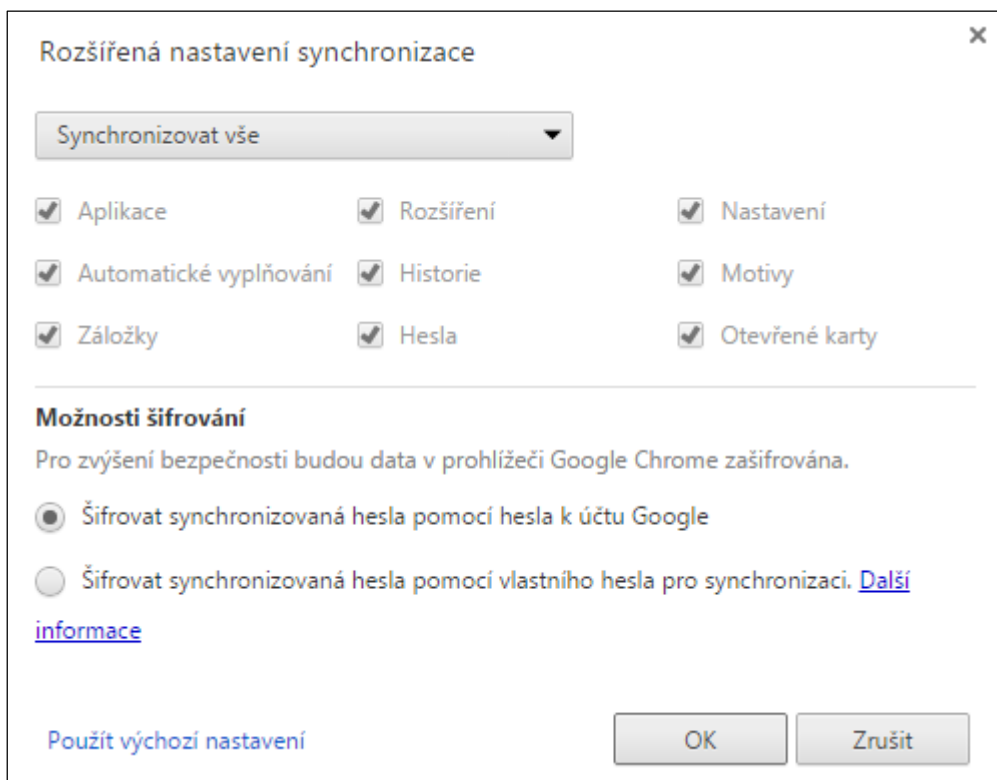 Rozšířená nastavení synchronizace
Synchronizovat vše
Aplikace Rozšíření Nastavení
Automatické vyplňování Historie Motivy
Záložky Hesla Otevřené karty
Možnosti šifrování
Pro zvýšení bezpečnosti budou data v prohlížeči Google Chrome zašifrována.
Šifrovat synchronizovaná hesla pomocí hesla k účtu Google
Šifrovat synchronizovaná hesla pomocí vlastního hesla pro synchronizaci. Další
informace
Použít výchozí nastavení OK Zrušit